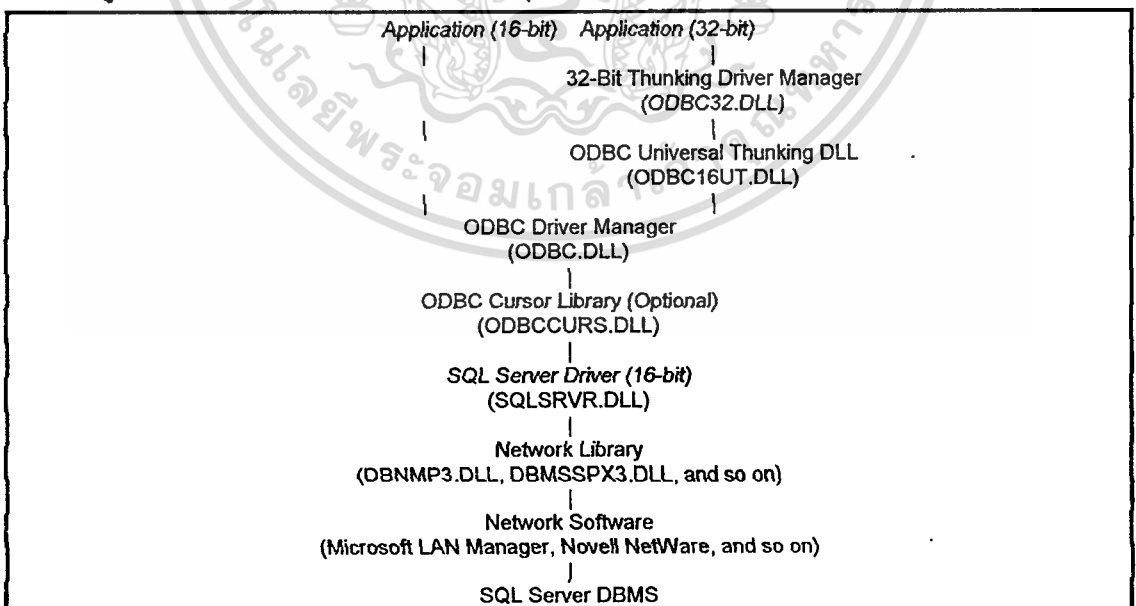 Application (16-bit) Application (32-bit)
32-Bit Thunking Driver Manager
(ODBC32.DLL)
ODBC Universal Thunking DLL
(ODBC16UT.DLL)
ODBC Driver Manager
(ODBC.DLL)
ODBC Cursor Library (Optional)
(ODBCCURS.DLL)
SQL Server Driver (16-bit)
(SQLSRVR.DLL)
Network Library
(DBNMP3.DLL, DBMSSPX3.DLL, and so on)
Network Software
(Microsoft LAN Manager, Novell NetWare, and so on)
SQL Server DBMS